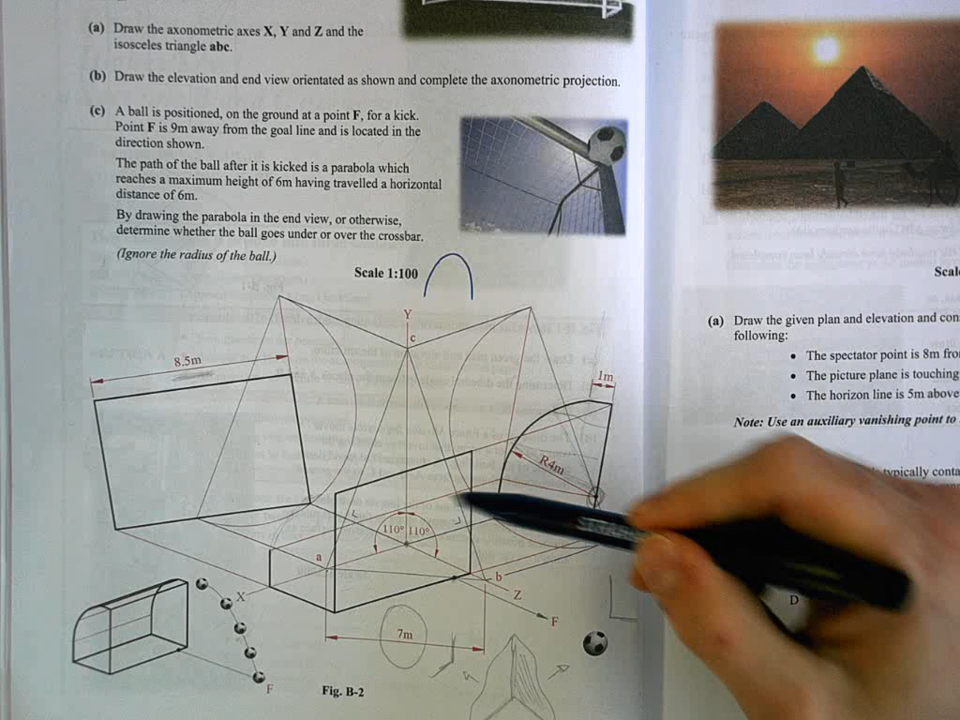 (a) Draw the axonometric axes X, Y and Z and the
isosceles triangle abc.
(b) Draw the elevation and end view orientated as shown and complete the axonometric projection.
(c) A ball is positioned, on the ground at a point F, for a kick.
Point F is 9m away from the goal line and is located in the
direction shown.
The path of the ball after it is kicked is a parabola which
reaches a maximum height of 6m having travelled a horizontal
distance of 6m.
By drawing the parabola in the end view, or otherwise,
determine whether the ball goes under or over the crossbar.
(Ignore the radius of the ball.)
Scale 1:100
Y
c
8.5m
1m
R4m
110° 110°
a
b
X
Z
F
7m
F
Fig. B-2
(a) Draw the given plan and elevation and
following:
• The spectator point is 8m
• The picture plane is touching
• The horizon line is 5m above
Note: Use an auxiliary vanishing point to
typically
D